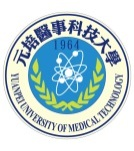 元培醫事科技大學
1964
YUANPEI UNIVERSITY OF MEDICAL TECHNOLOGY